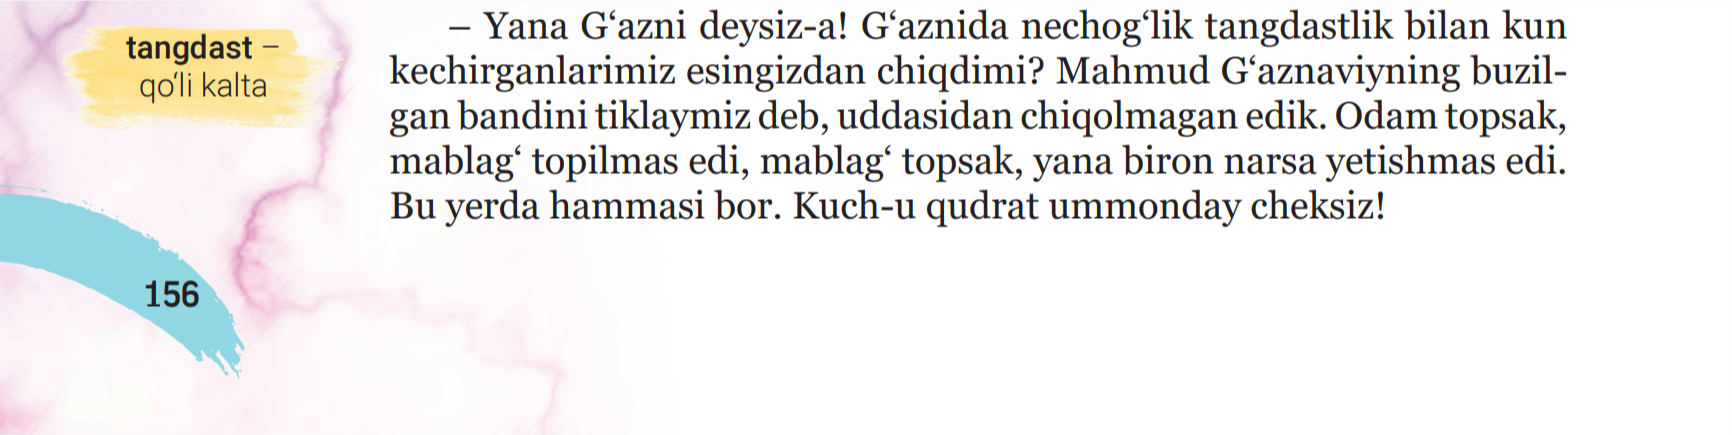 tangdast –
qo‘li kalta
– Yana G‘azni deysiz-a! G‘aznida nechog‘lik tangdastlik bilan kun
kechirganlarimiz esingizdan chiqdimi? Mahmud G‘aznaviyning buzil-
gan bandini tiklaymiz deb, uddasidan chiqolmagan edik. Odam topsak,
mablag‘ topilmas edi, mablag‘ topsak, yana biron narsa yetishmas edi.
Bu yerda hammasi bor. Kuch-u qudrat ummonday cheksiz!
156